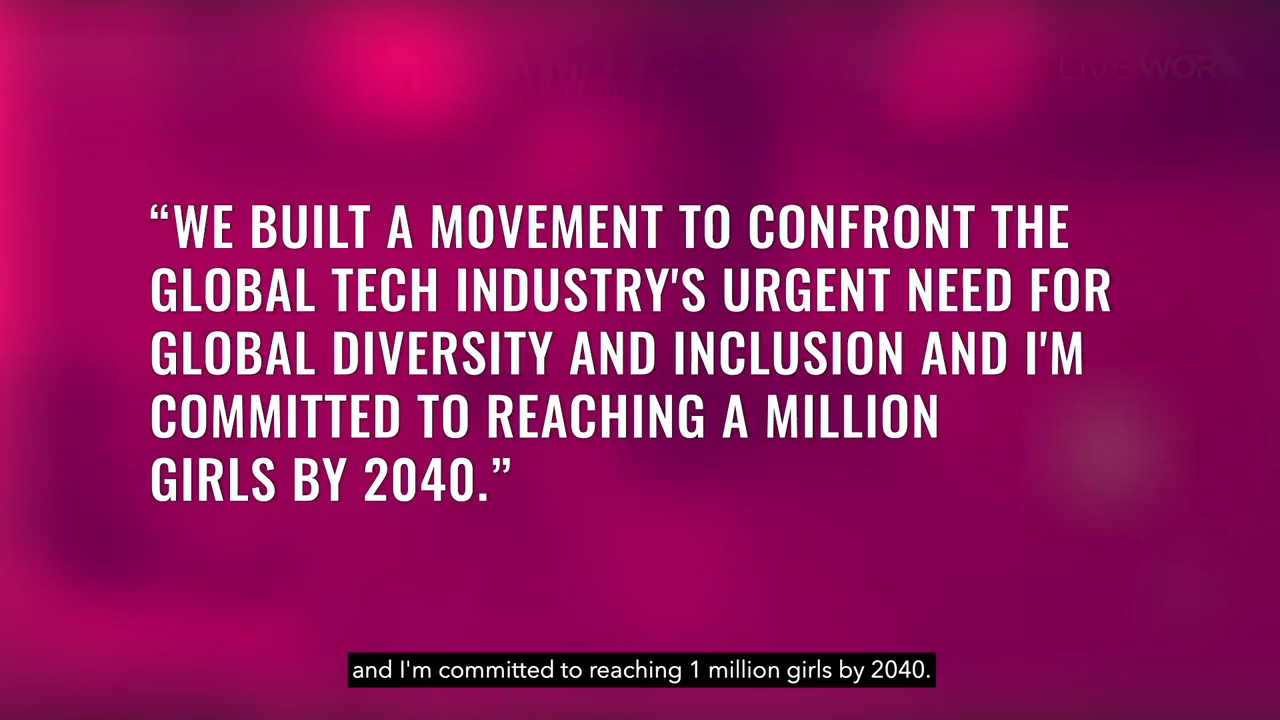 “WE BUILT A MOVEMENT TO CONFRONT THE
GLOBAL TECH INDUSTRY'S URGENT NEED FOR
GLOBAL DIVERSITY AND INCLUSION AND I'M
COMMITTED TO REACHING A MILLION
GIRLS BY 2040.”
and I'm committed to reaching 1 million girls by 2040.